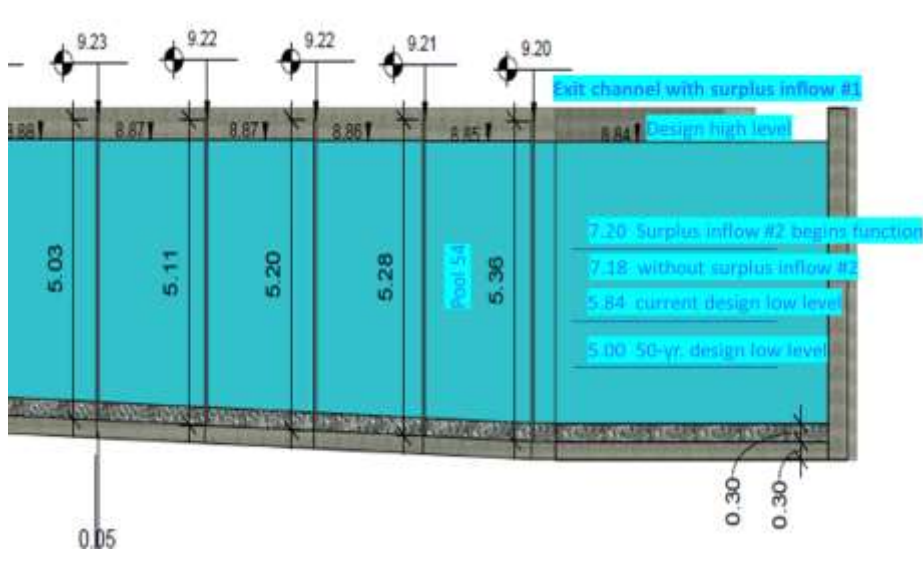 9.23
9.22
9.22
9.21
9.20
Exit channel with surplus inflow #1
8.87
8.87
8.86
8.85
8.84
Design high level
5.03
5.11
5.20
5.28
Pool 54
5.36
7.20 Surplus inflow #2 begins function
7.18 without surplus inflow #2
5.84 current design low level
5.00 50-yr. design low level
0.30
0.30
0.05